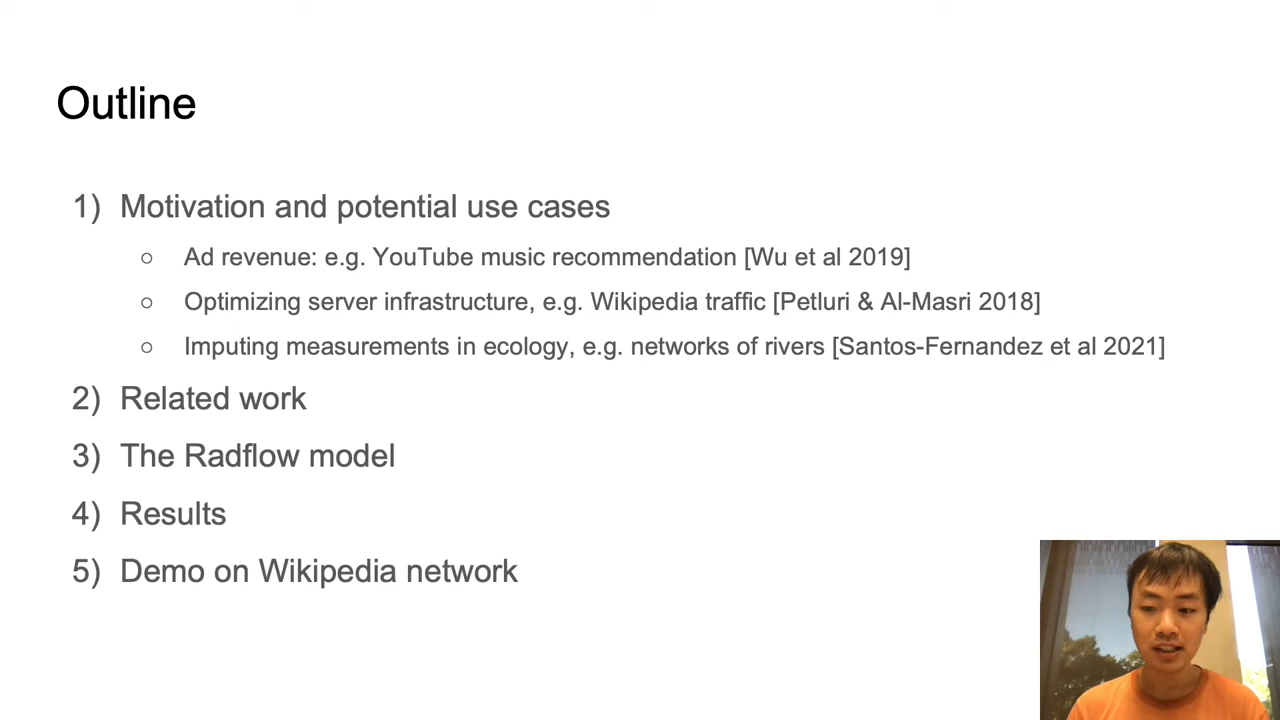 Outline
1) Motivation and potential use cases
○ Ad revenue: e.g. YouTube music recommendation [Wu et al 2019]
○ Optimizing server infrastructure, e.g. Wikipedia traffic [Petluri & Al-Masri 2018]
○ Imputing measurements in ecology, e.g. networks of rivers [Santos-Fernandez et al 2021]
2) Related work
3) The Radflow model
4) Results
5) Demo on Wikipedia network